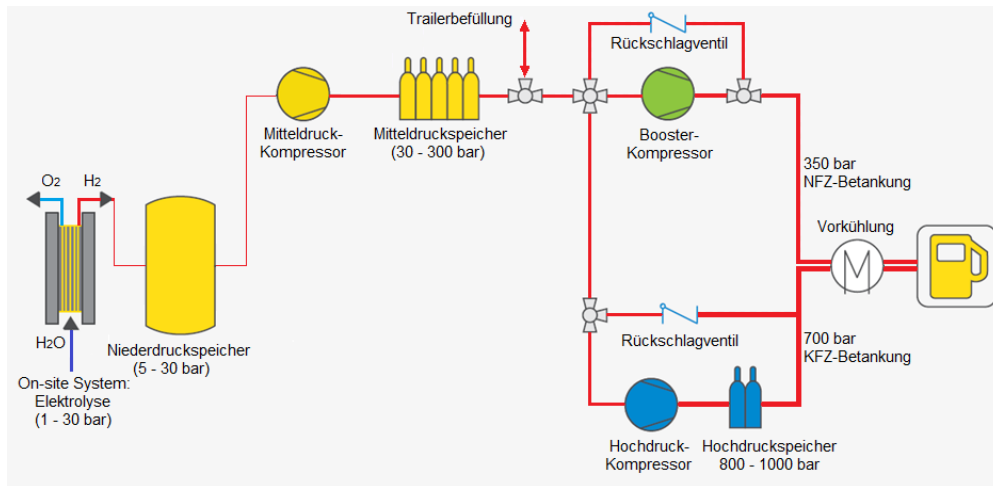 Trailerbefüllung
Rückschlagventil
Mitteldruck-
Kompressor
Mitteldruckspeicher
(30 - 300 bar)
Booster-
Kompressor
O2
H2
350 bar
NFZ-Betankung
Vorkühlung
H2O
Niederdruckspeicher
(5 - 30 bar)
Rückschlagventil
700 bar
KFZ-Betankung
On-site System:
Elektrolyse
(1 - 30 bar)
Hochdruck-
Kompressor
Hochdruckspeicher
800 - 1000 bar